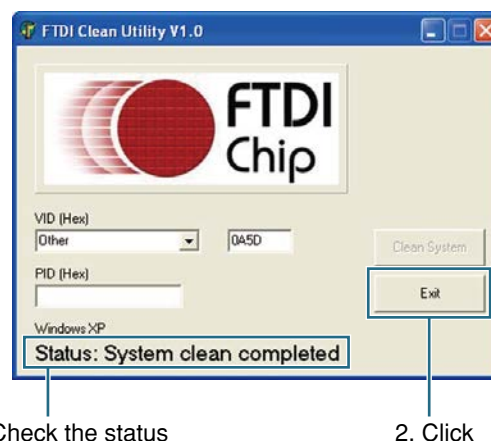 FTDI Clean Utility V1.0
FTDI
Chip
VID (Hex)
Other
0A5D
Clean System
PID (Hex)
Exit
Windows XP
Status: System clean completed
Check the status
2. Click